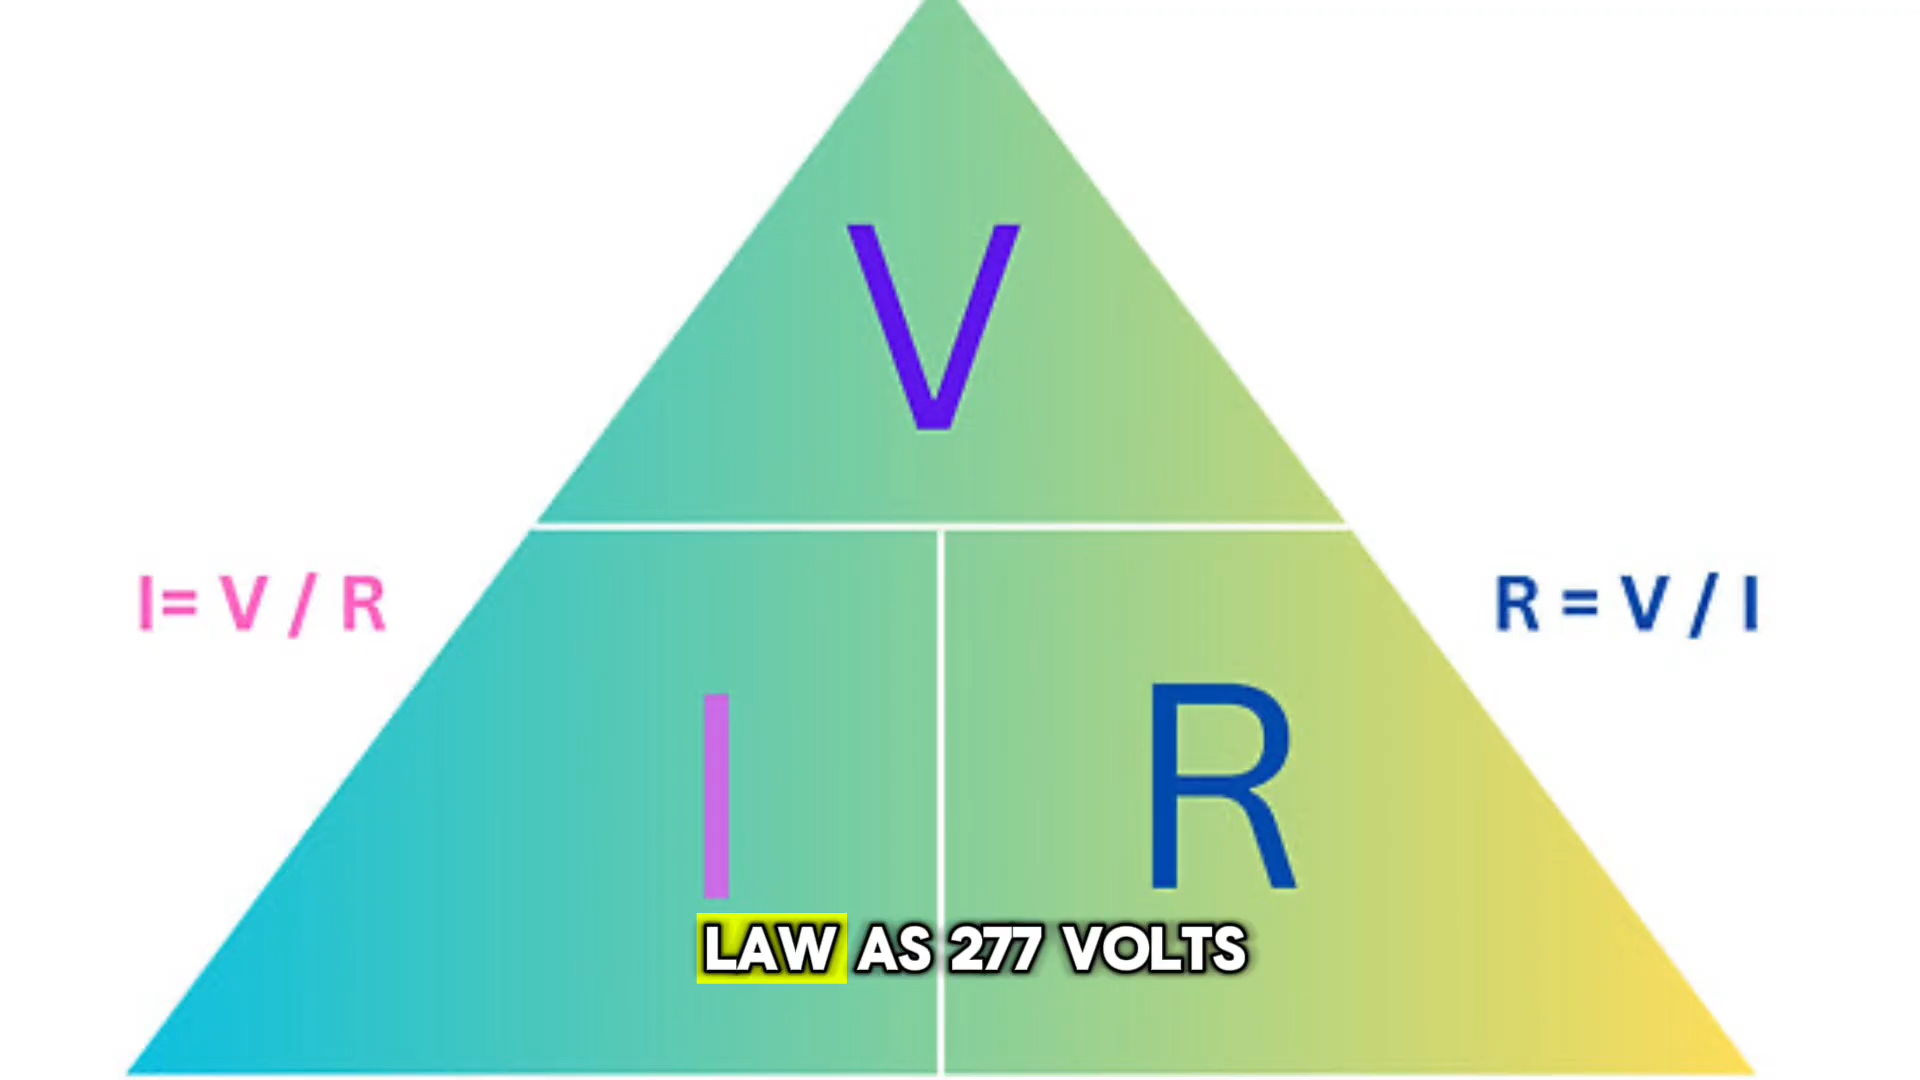 V
I= V / R
R = V / I
I
R
LAW AS 277 VOLTS